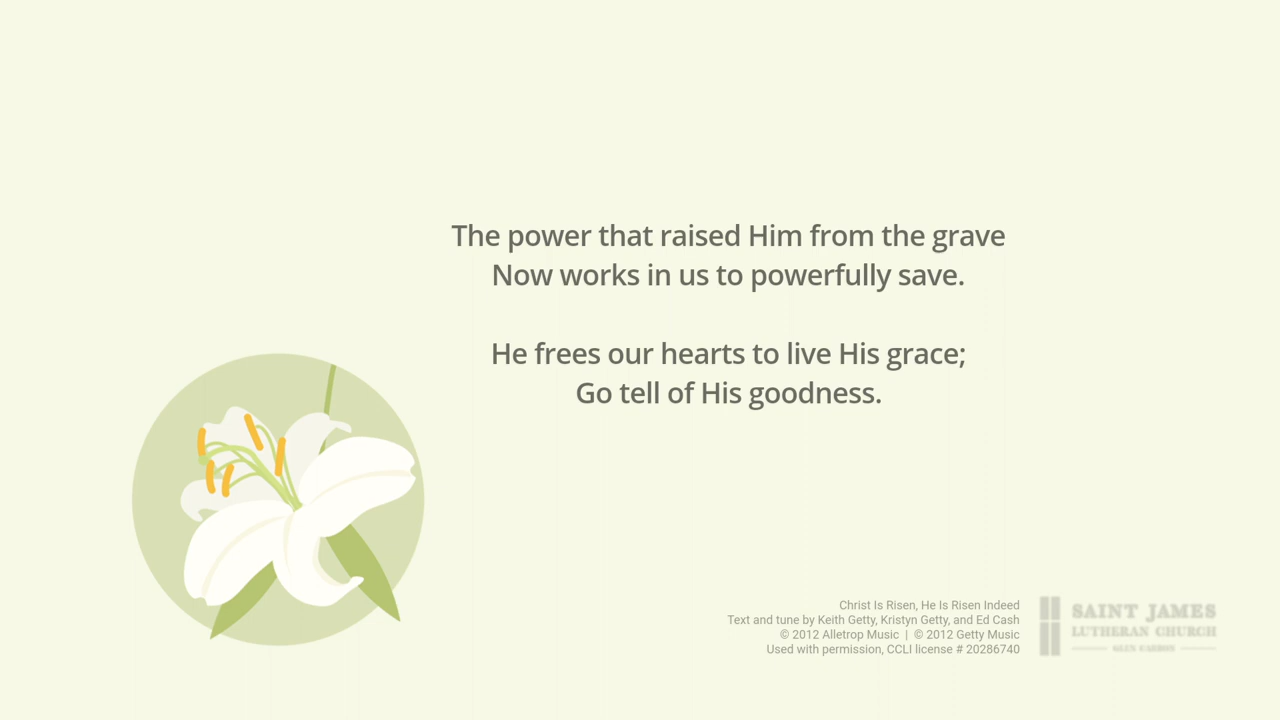 The power that raised Him from the grave
Now works in us to powerfully save.
He frees our hearts to live His grace;
Go tell of His goodness.
Christ Is Risen, He Is Risen Indeed
Text and tune by Keith Getty, Kristyn Getty, and Ed Cash
© 2012 Alletrop Music | © 2012 Getty Music
Used with permission, CCLI license # 20286740
SAINT JAMES
LUTHERAN CHURCH
GLEN CARBON